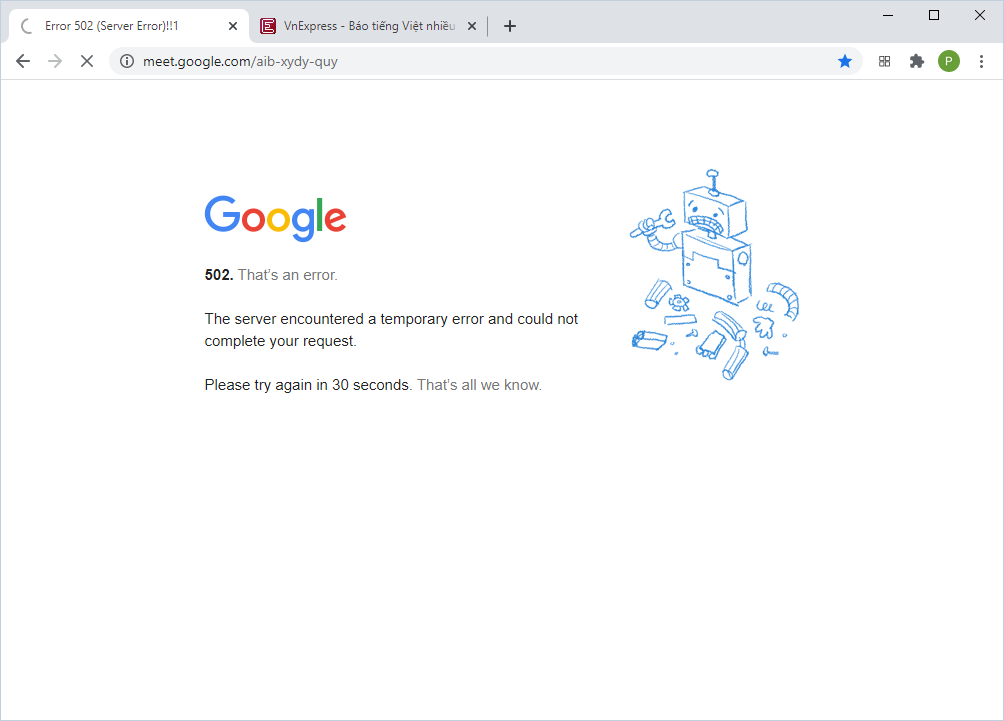 Error 502 (Server Error)!!1
VnExpress - Báo tiếng Việt nhiều
meet.google.com/aib-xydy-quy
P
Google
502. That's an error.
The server encountered a temporary error and could not
complete your request.
Please try again in 30 seconds. That's all we know.